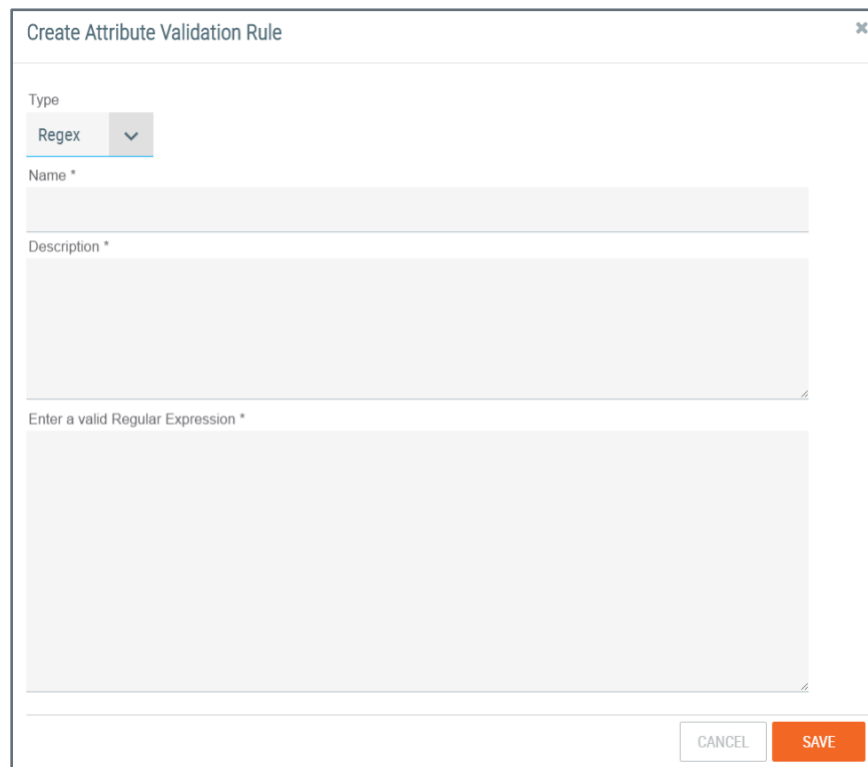 Create Attribute Validation Rule
Type
Regex
Name *
Description *
Enter a valid Regular Expression *
CANCEL
SAVE